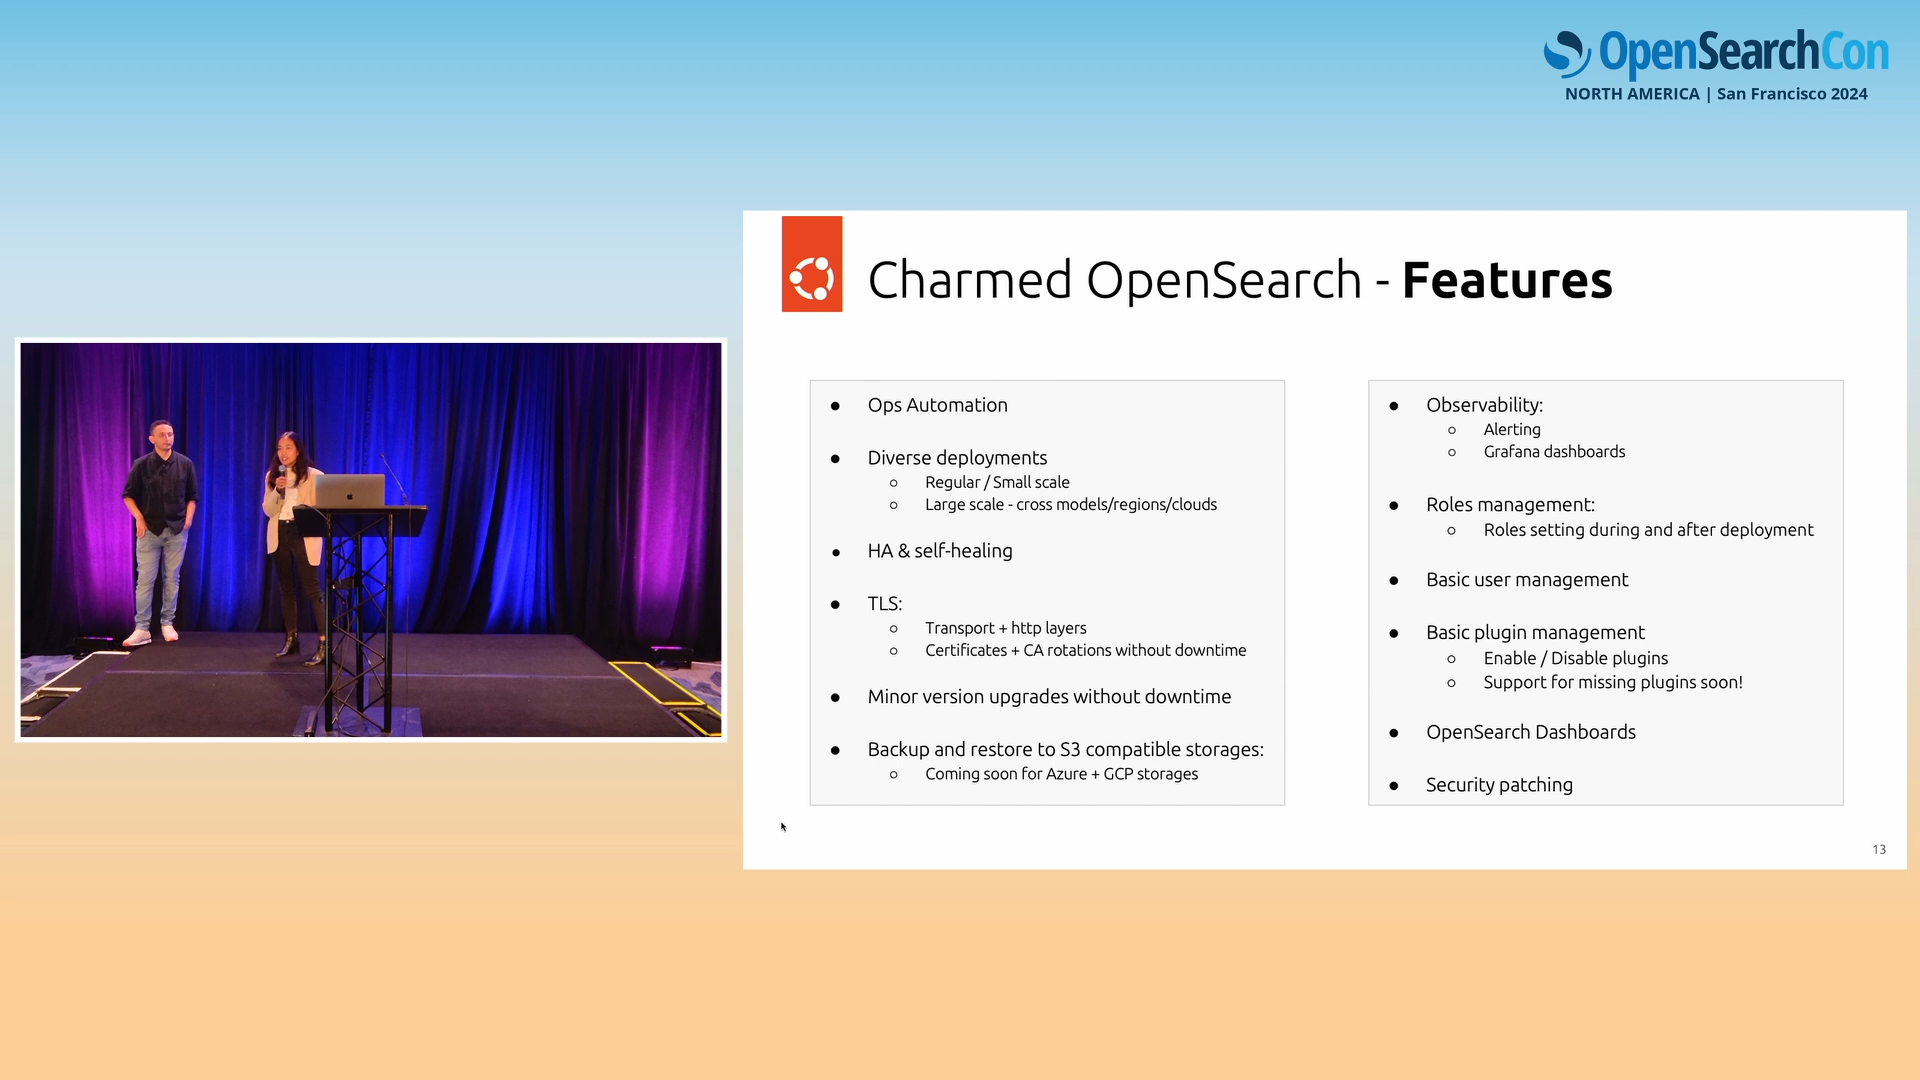 OpenSearchCon
NORTH AMERICA | San Francisco 2024
Charmed OpenSearch - Features
● Ops Automation
● Diverse deployments
○ Regular / Small scale
○ Large scale - cross models/regions/clouds
● HA & self-healing
● TLS:
○ Transport + http layers
○ Certificates + CA rotations without downtime
● Minor version upgrades without downtime
● Backup and restore to S3 compatible storages:
○ Coming soon for Azure + GCP storages
● Observability:
○ Alerting
○ Grafana dashboards
● Roles management:
○ Roles setting during and after deployment
● Basic user management
● Basic plugin management
○ Enable / Disable plugins
○ Support for missing plugins soon!
● OpenSearch Dashboards
● Security patching
13